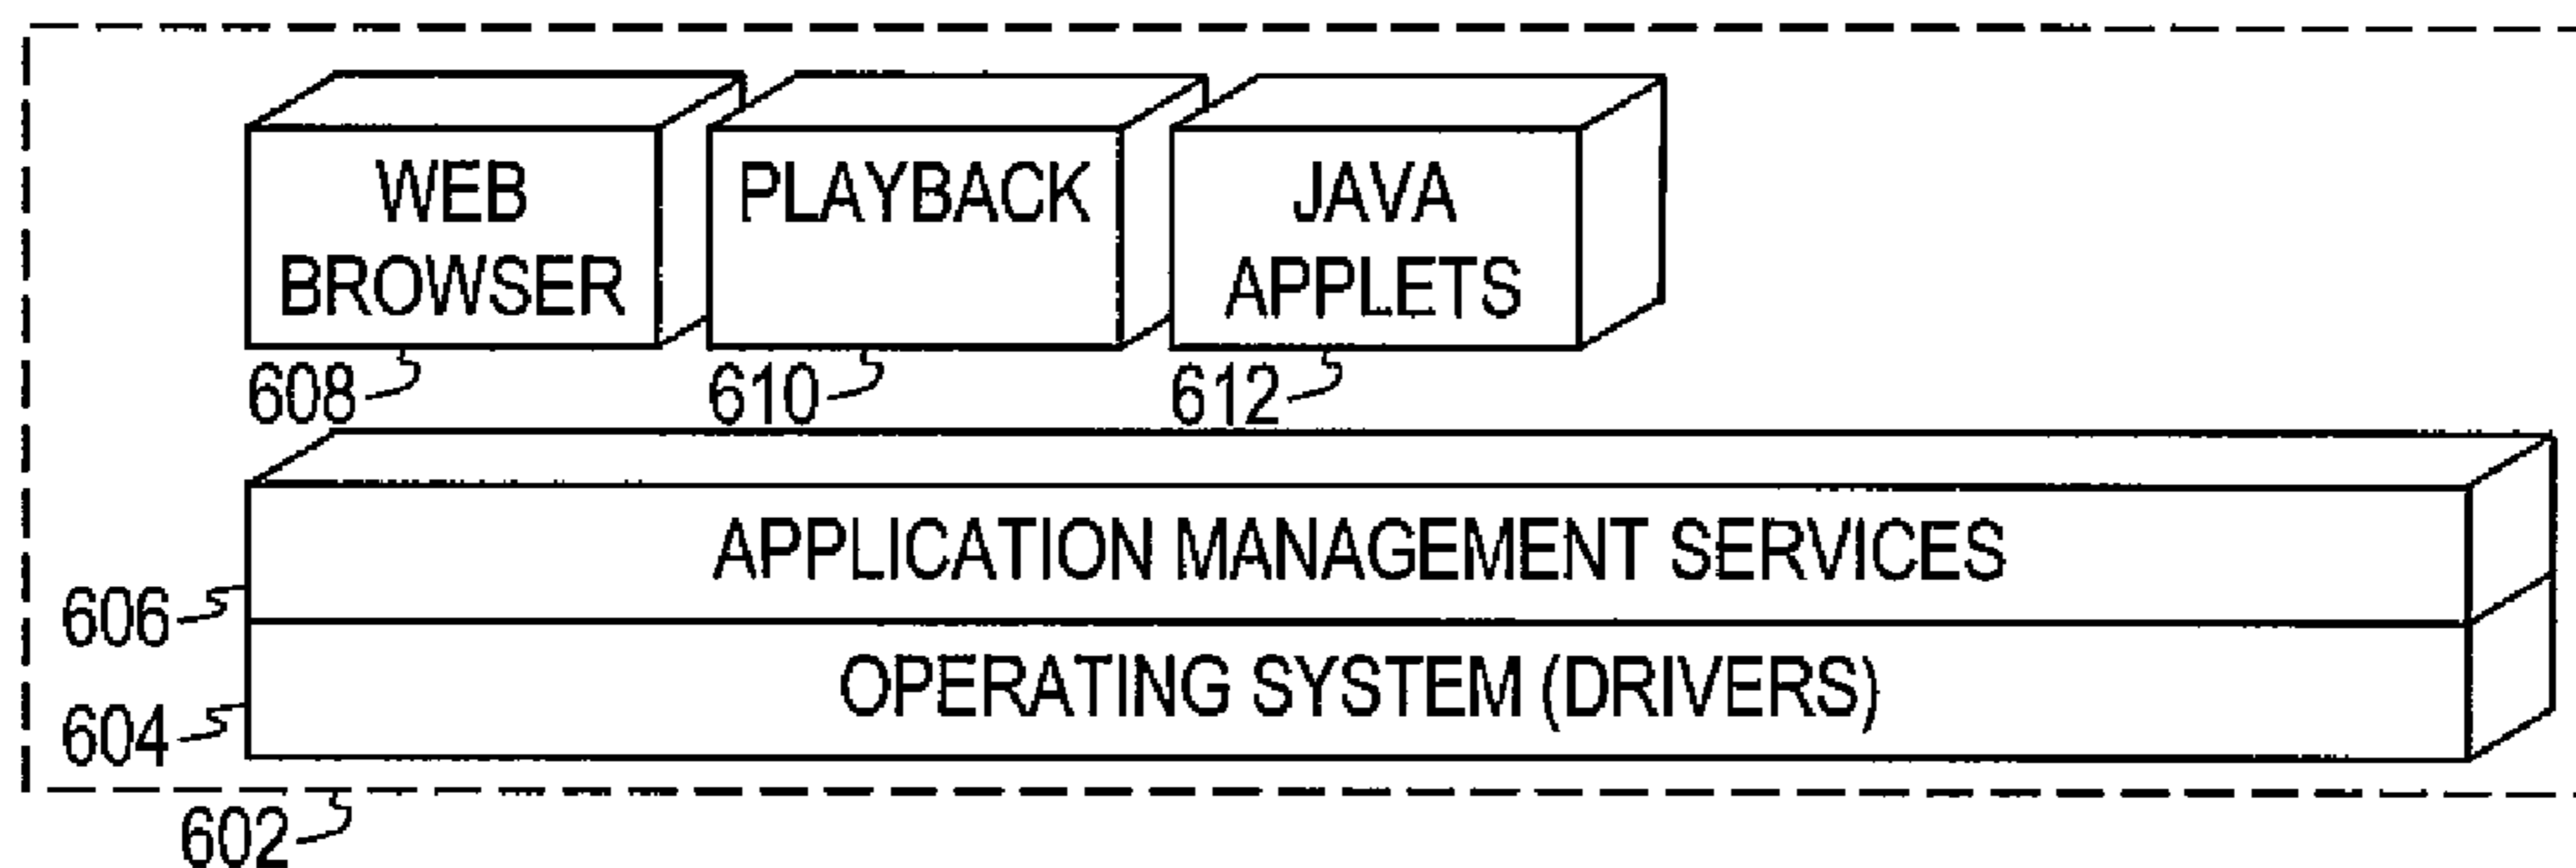 WEB
BROWSER
PLAYBACK
JAVA
APPLETS
608
610
612
APPLICATION MANAGEMENT SERVICES
606
OPERATING SYSTEM (DRIVERS)
604
602